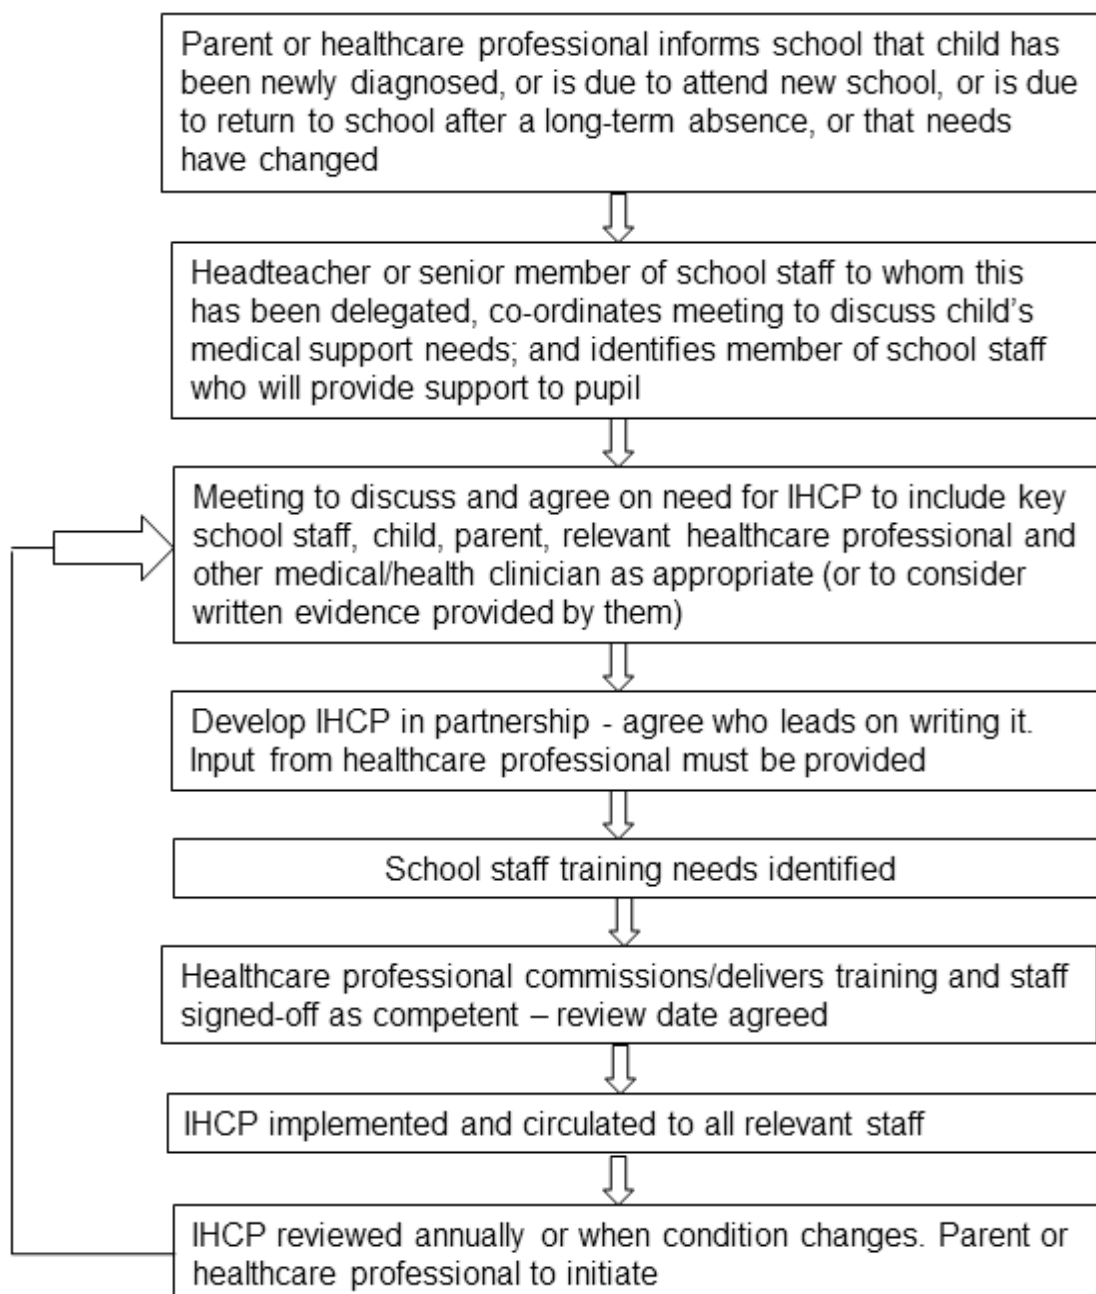 Parent or healthcare professional informs school that child has
been newly diagnosed, or is due to attend new school, or is due
to return to school after a long-term absence, or that needs
have changed
Headteacher or senior member of school staff to whom this
has been delegated, co-ordinates meeting to discuss child's
medical support needs; and identifies member of school staff
who will provide support to pupil
Meeting to discuss and agree on need for IHCP to include key
school staff, child, parent, relevant healthcare professional and
other medical/health clinician as appropriate (or to consider
written evidence provided by them)
Develop IHCP in partnership - agree who leads on writing it.
Input from healthcare professional must be provided
School staff training needs identified
Healthcare professional commissions/delivers training and staff
signed-off as competent – review date agreed
IHCP implemented and circulated to all relevant staff
IHCP reviewed annually or when condition changes. Parent or
healthcare professional to initiate